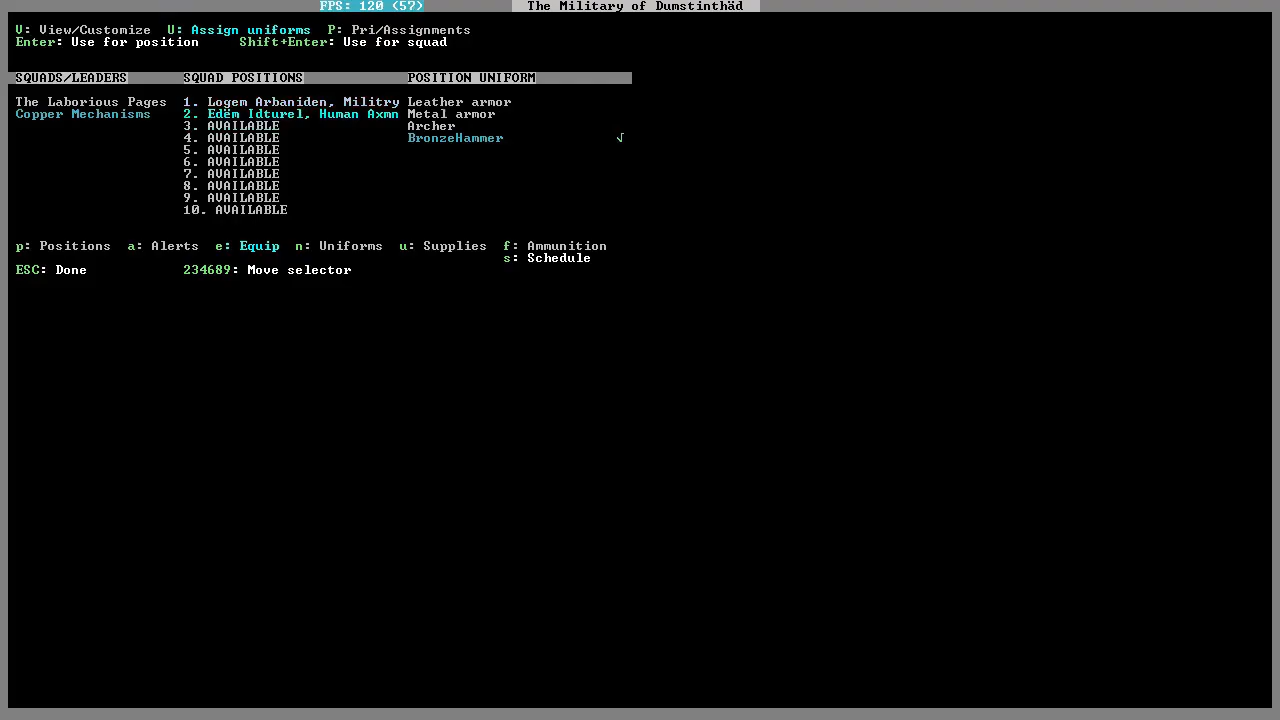 FPS: 120 (57) The Military of Dumstinthäd
V: View/Customize U: Assign uniforms P: Pri/Assignments
Enter: Use for position Shift+Enter: Use for squad
SQUADS/LEADERS SQUAD POSITIONS POSITION UNIFORM
The Laborious Pages 1. Logem Arbaniden, Militry Leather armor
Copper Mechanisms 2. Edëm Idturel, Human Axmn Metal armor
3. AVAILABLE Archer
4. AVAILABLE BronzeHammer √
5. AVAILABLE
6. AVAILABLE
7. AVAILABLE
8. AVAILABLE
9. AVAILABLE
10. AVAILABLE
p: Positions a: Alerts e: Equip n: Uniforms u: Supplies f: Ammunition
s: Schedule
ESC: Done 234689: Move selector